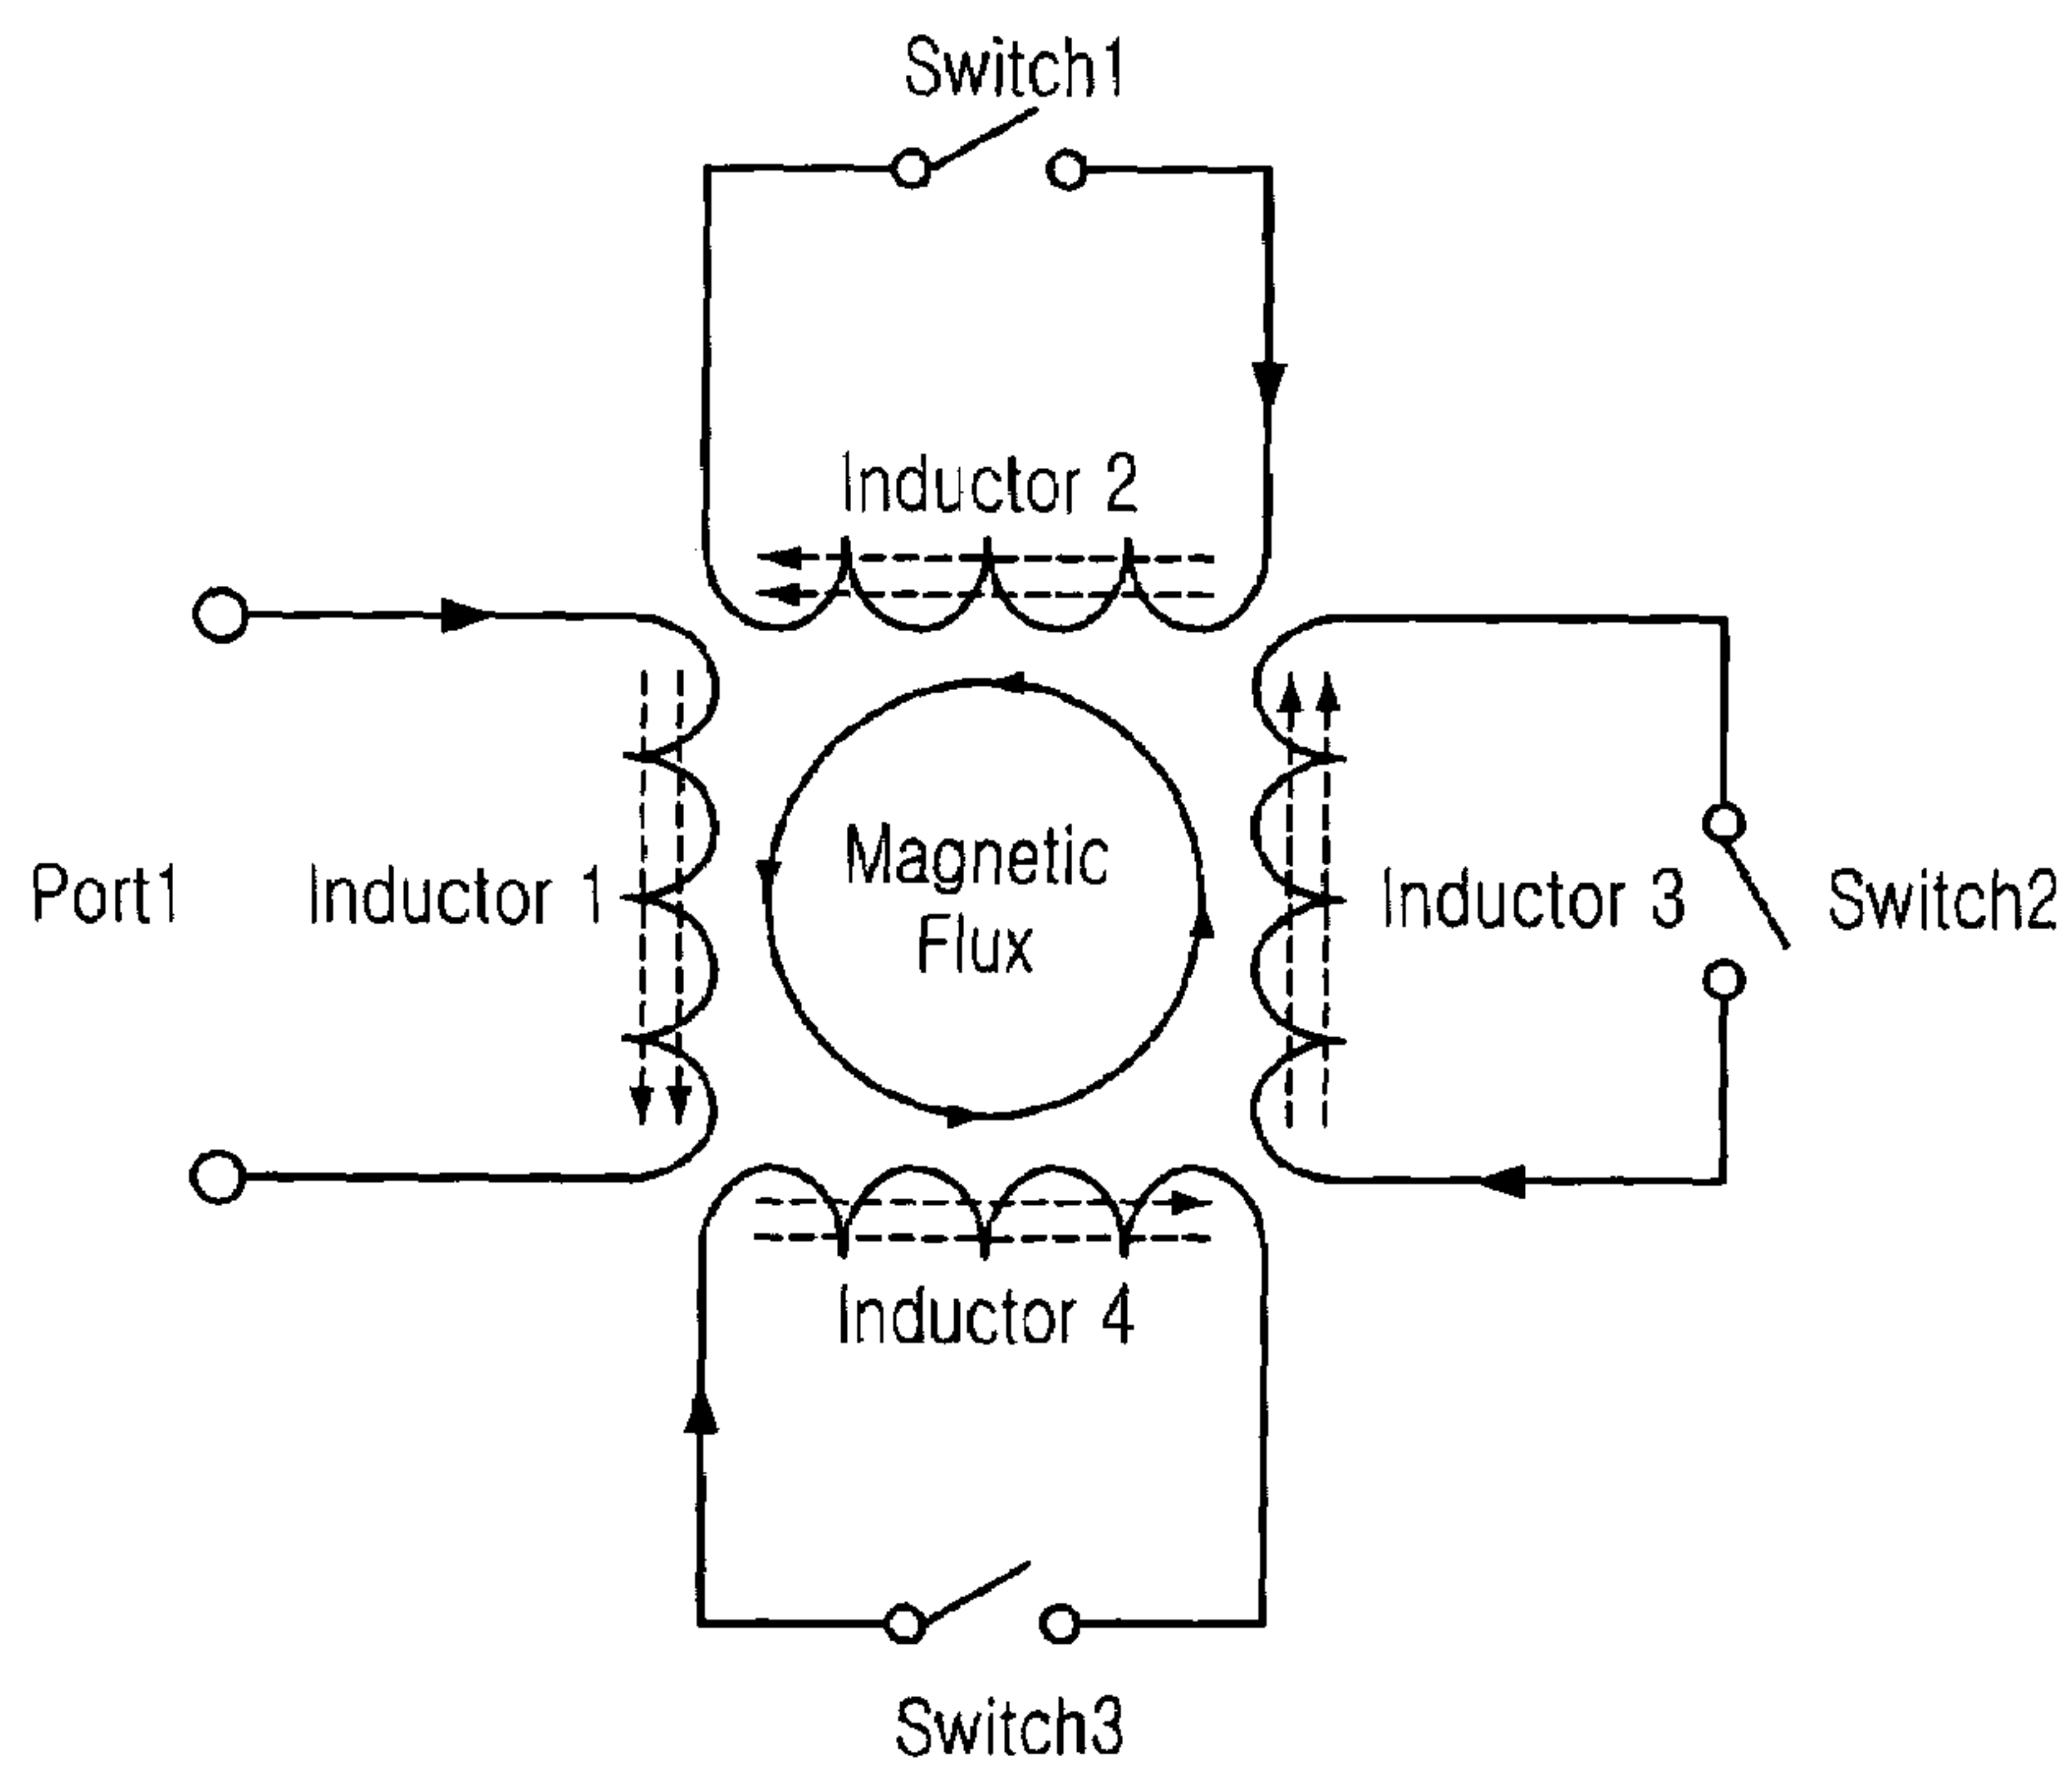 Switch1
Inductor 2
Port1
Inductor 1
Magnetic
Flux
Inductor 3
Switch2
Inductor 4
Switch3